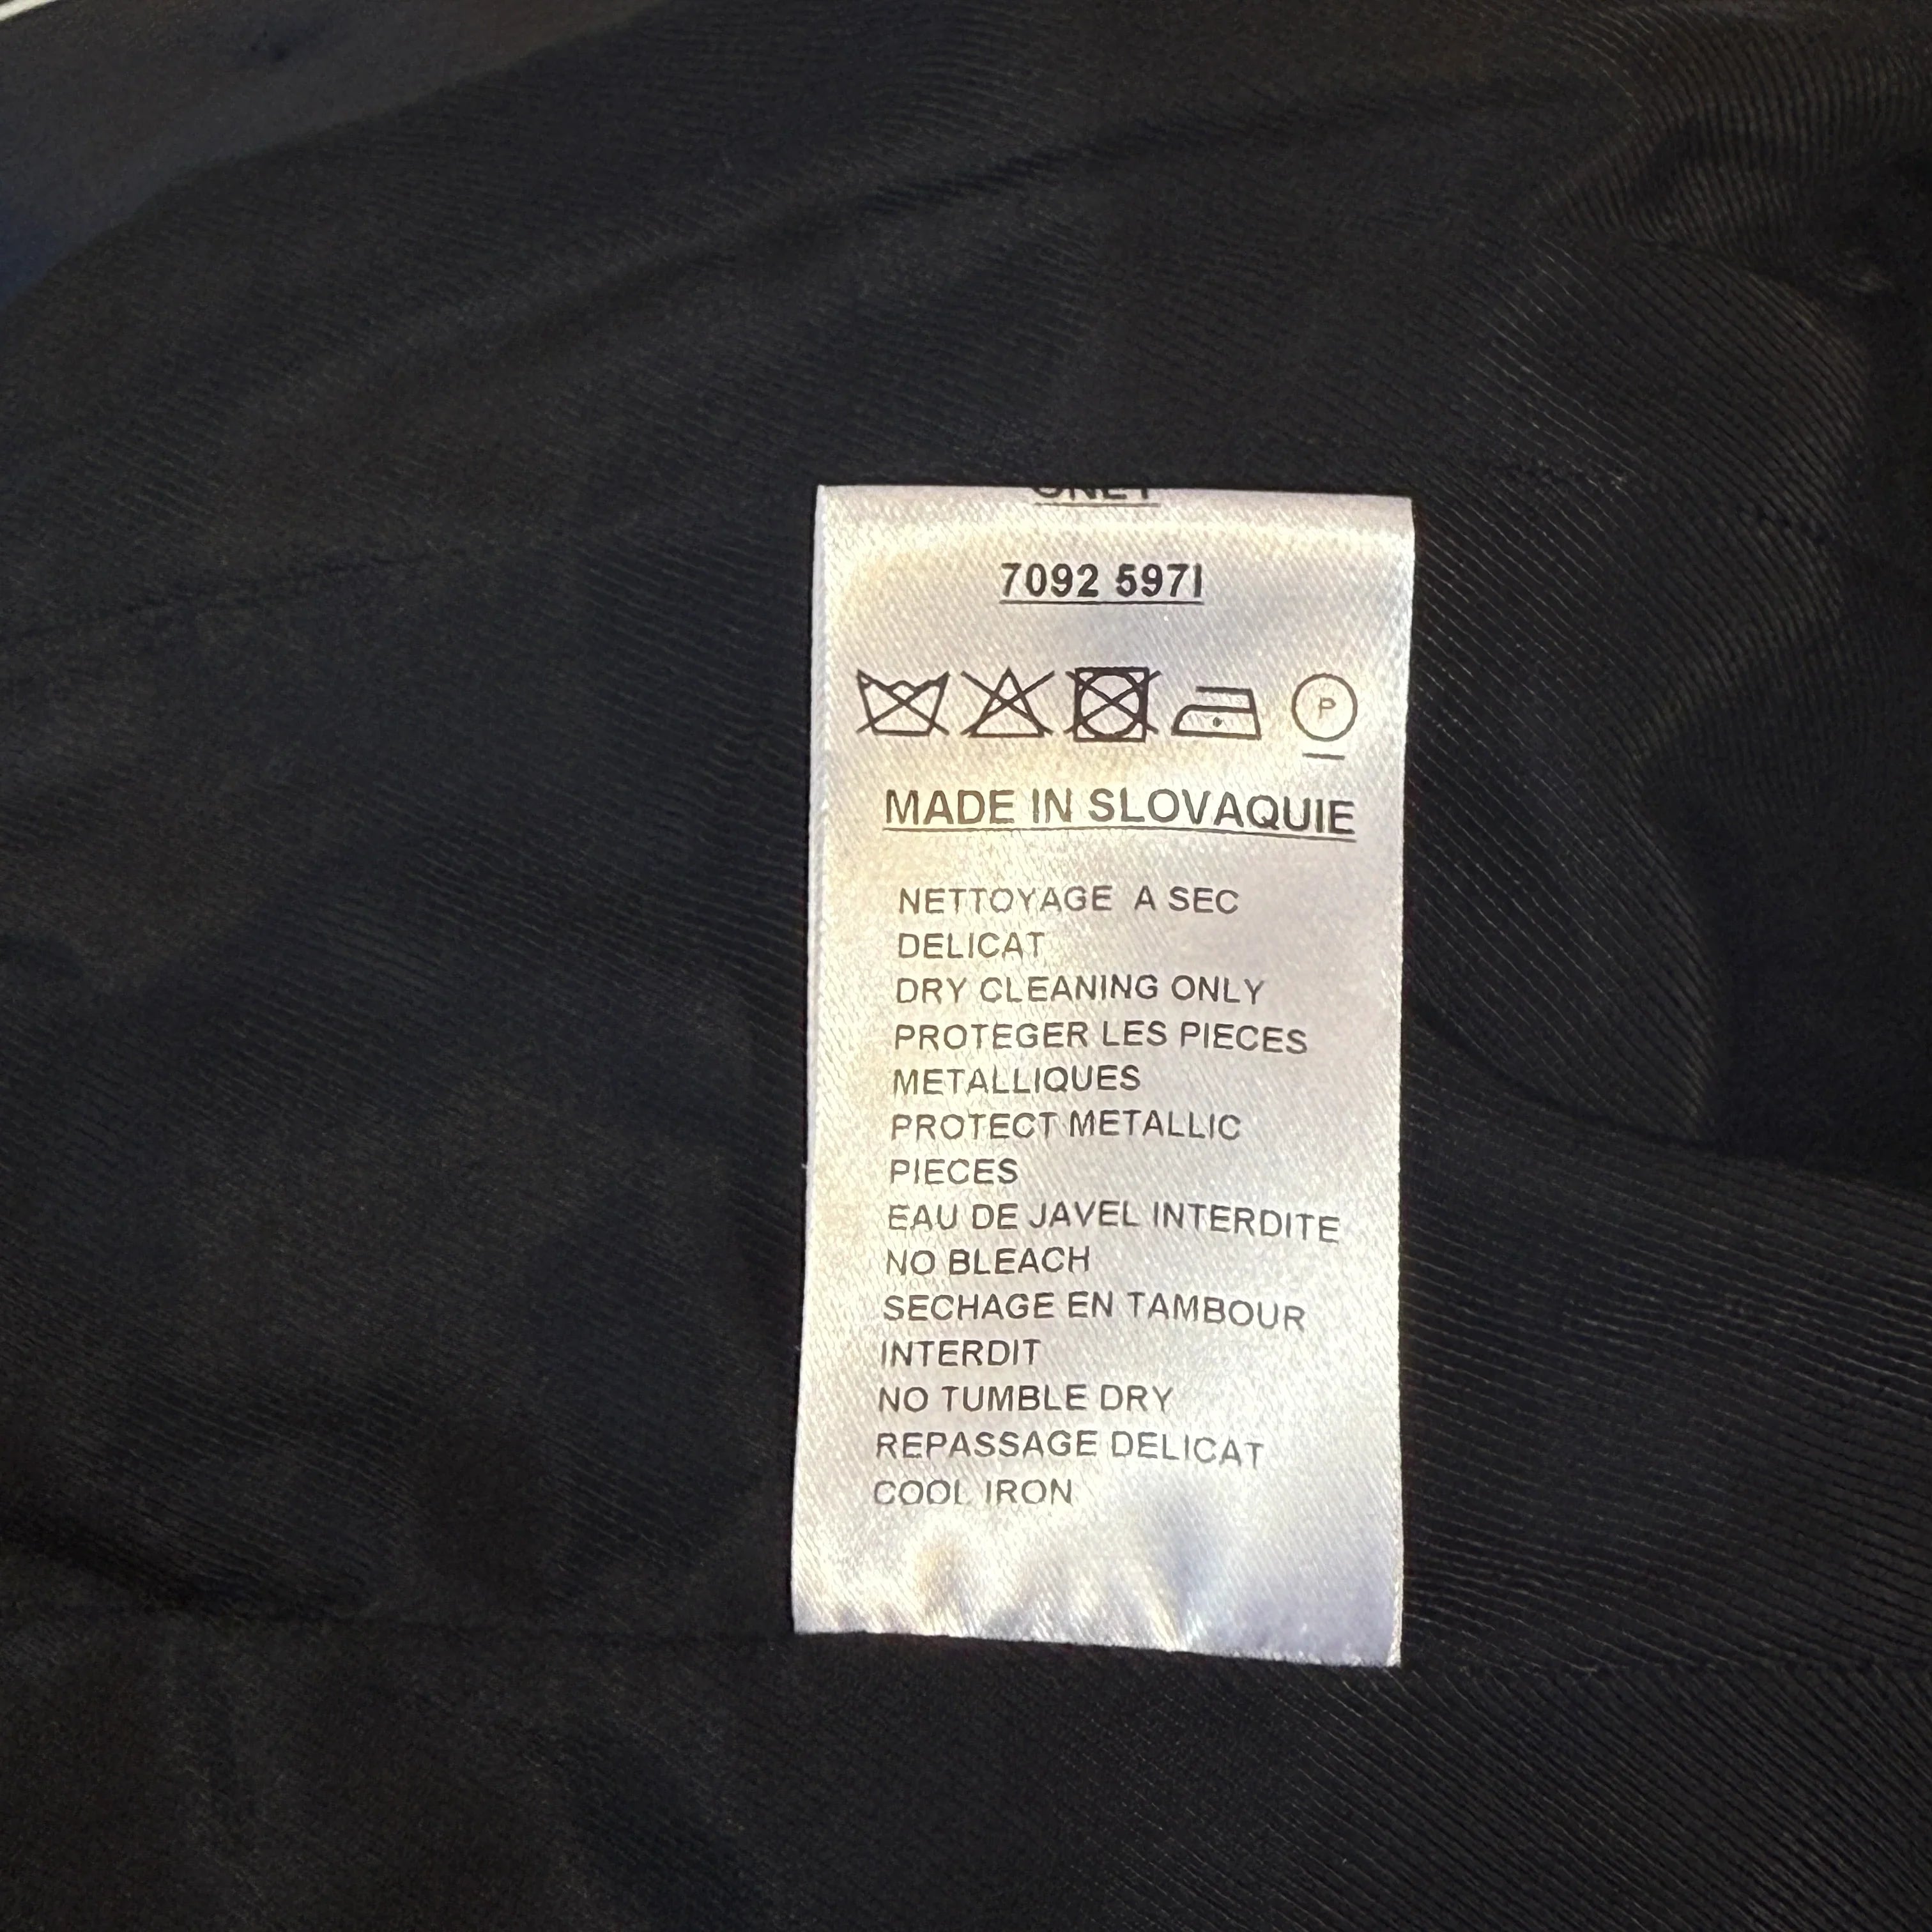 7092 597I
P
MADE IN SLOVAQUIE
NETTOYAGE A SEC
DELICAT
DRY CLEANING ONLY
PROTEGER LES PIECES
METALLIQUES
PROTECT METALLIC
PIECES
EAU DE JAVEL INTERDITE
NO BLEACH
SECHAGE EN TAMBOUR
INTERDIT
NO TUMBLE DRY
REPASSAGE DELICAT
COOL IRON